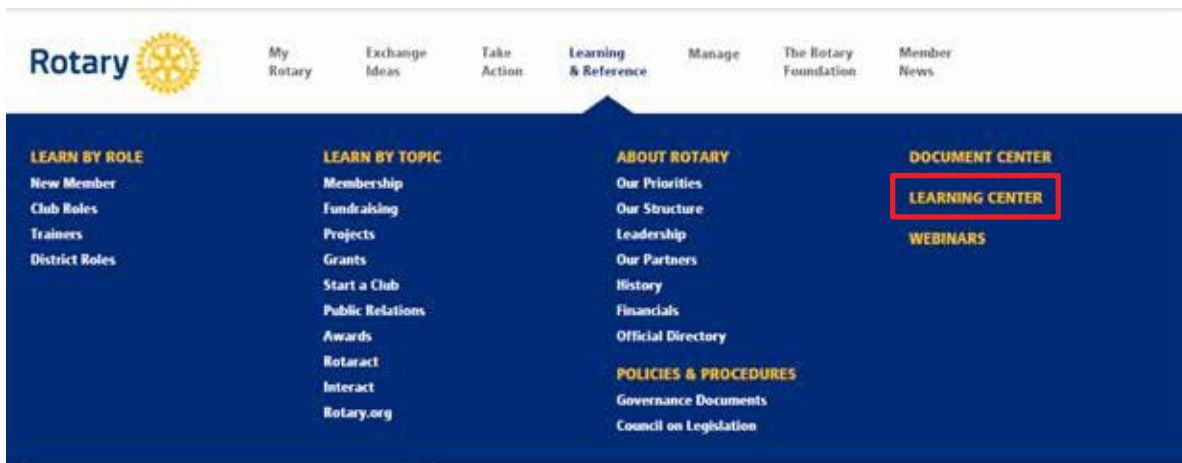 Rotary
My
Rotary
Exchange
Ideas
Take
Action
Learning
& Reference
Manage
The Rotary
Foundation
Member
News
LEARN BY ROLE
New Member
Club Roles
Trainers
District Roles
LEARN BY TOPIC
Membership
Fundraising
Projects
Grants
Start a Club
Public Relations
Awards
Rotaract
Interact
Rotary.org
ABOUT ROTARY
Our Priorities
Our Structure
Leadership
Our Partners
History
Financials
Official Directory
POLICIES & PROCEDURES
Governance Documents
Council on Legislation
DOCUMENT CENTER
LEARNING CENTER
WEBINARS